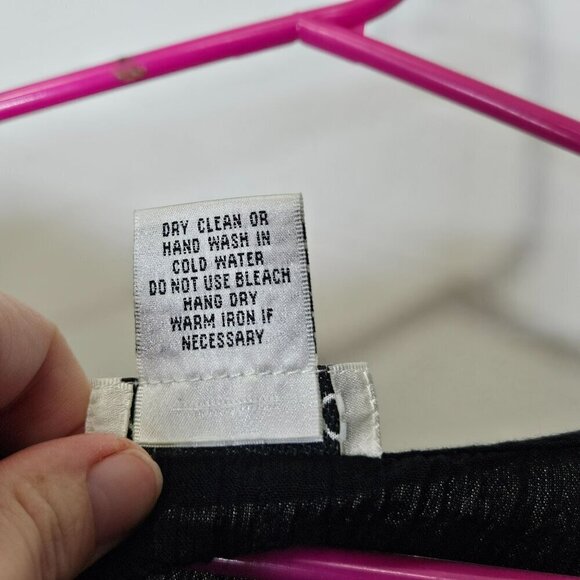 DRY CLEAN OR
HAND WASH IN
COLD WATER
DO NOT USE BLEACH
HANG DRY
WARM IRON IF
NECESSARY